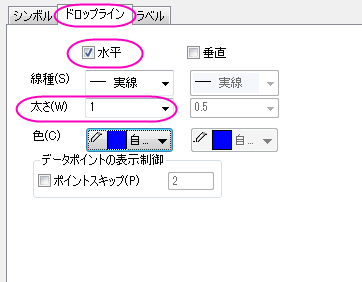 シンボル ドロップライン ラベル
水平 垂直
線種(S) 実線 実線
太さ(W) 1 0.5
色(C) 自... 自...
データポイントの表示制御
ポイントスキップ(P) 2